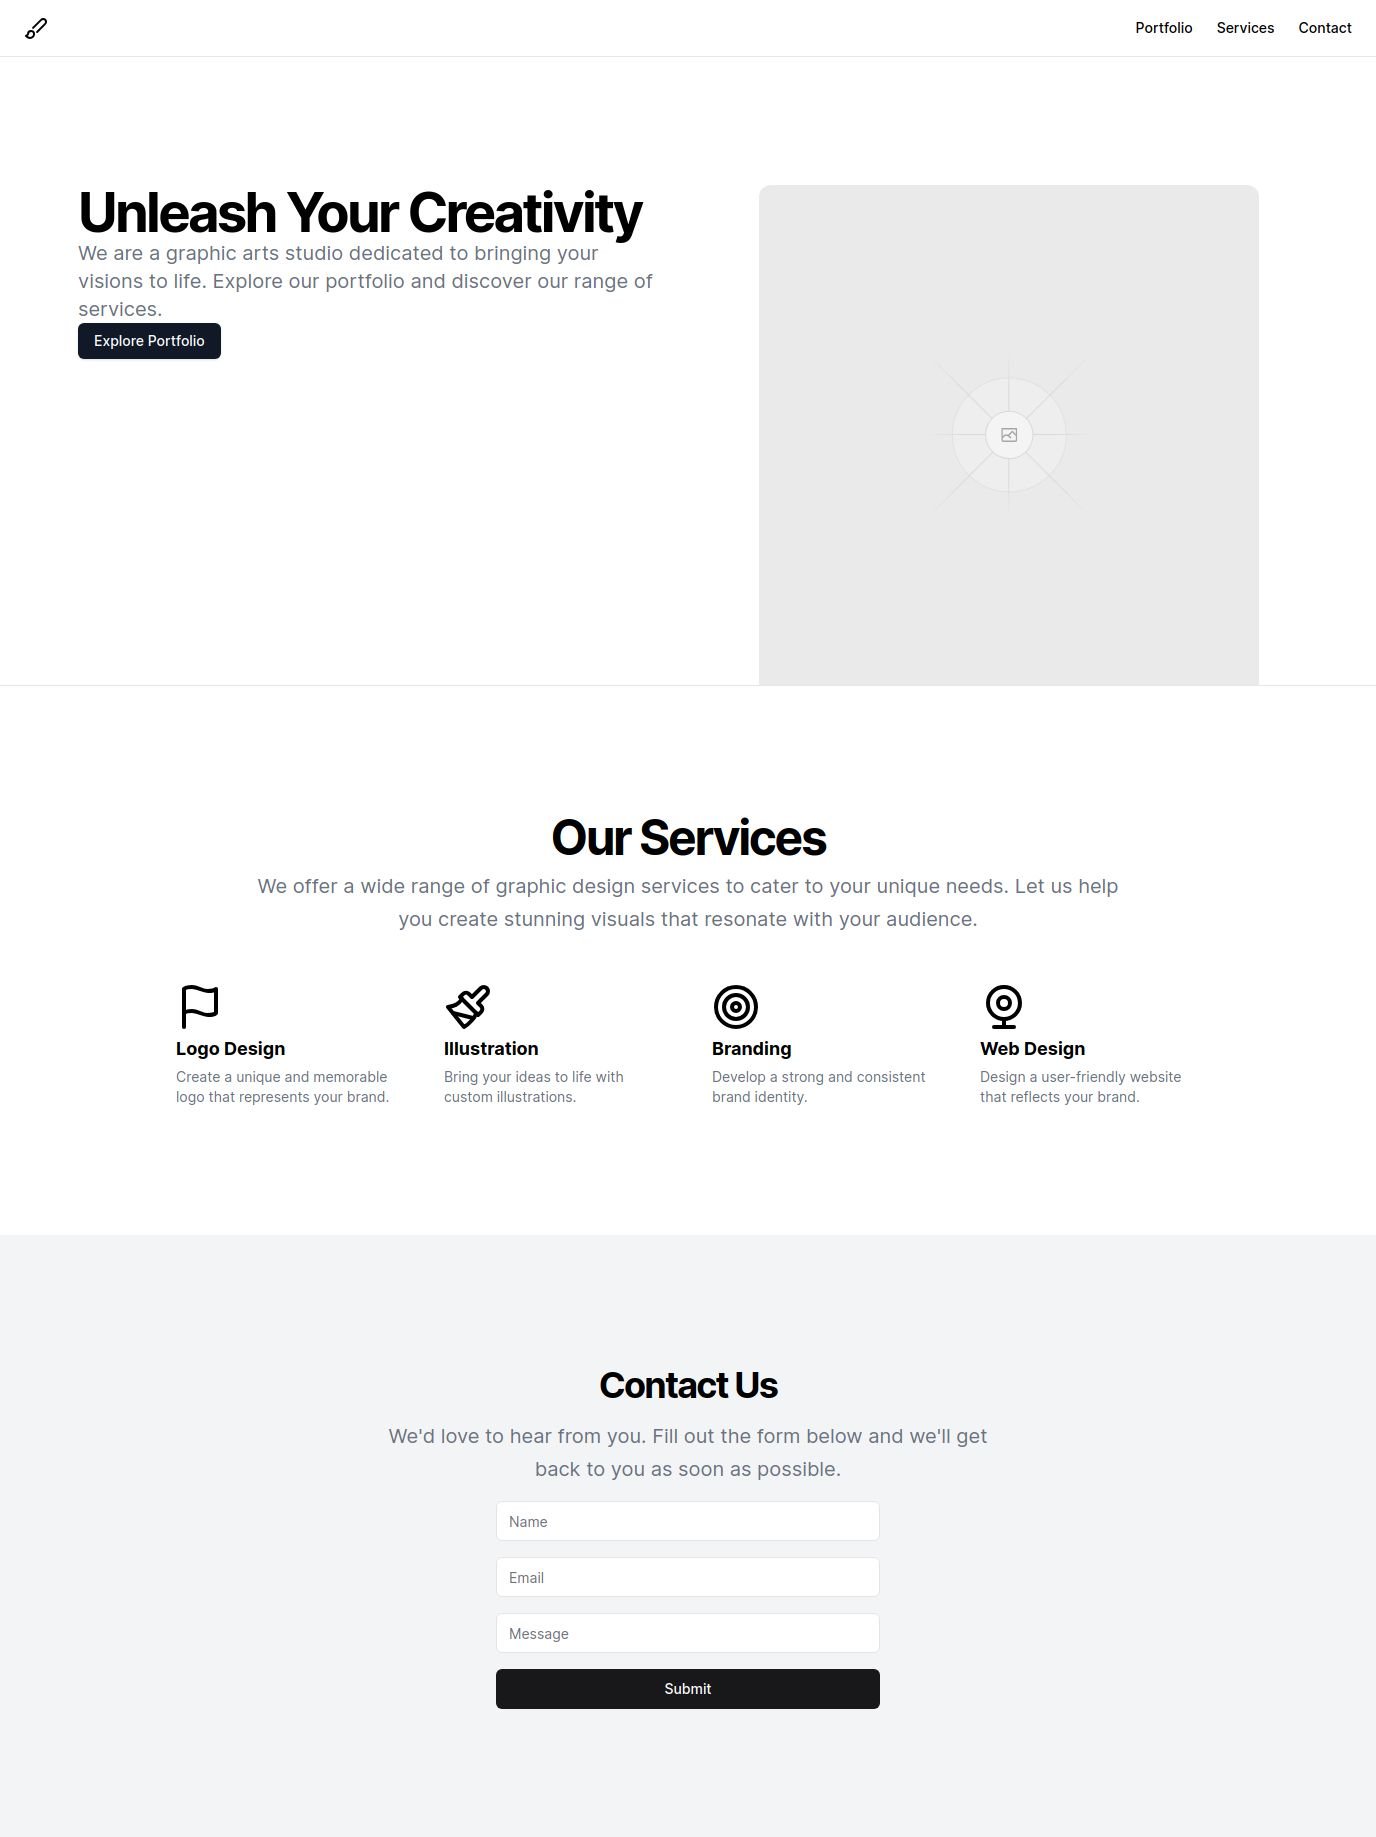 Portfolio
Services
Contact
Unleash Your Creativity
We are a graphic arts studio dedicated to bringing your
visions to life. Explore our portfolio and discover our range of
services.
Explore Portfolio
Our Services
We offer a wide range of graphic design services to cater to your unique needs. Let us help
you create stunning visuals that resonate with your audience.
Logo Design
Create a unique and memorable
logo that represents your brand.
Illustration
Bring your ideas to life with
custom illustrations.
Branding
Develop a strong and consistent
brand identity.
Web Design
Design a user-friendly website
that reflects your brand.
Contact Us
We'd love to hear from you. Fill out the form below and we'll get
back to you as soon as possible.
Name
Email
Message
Submit